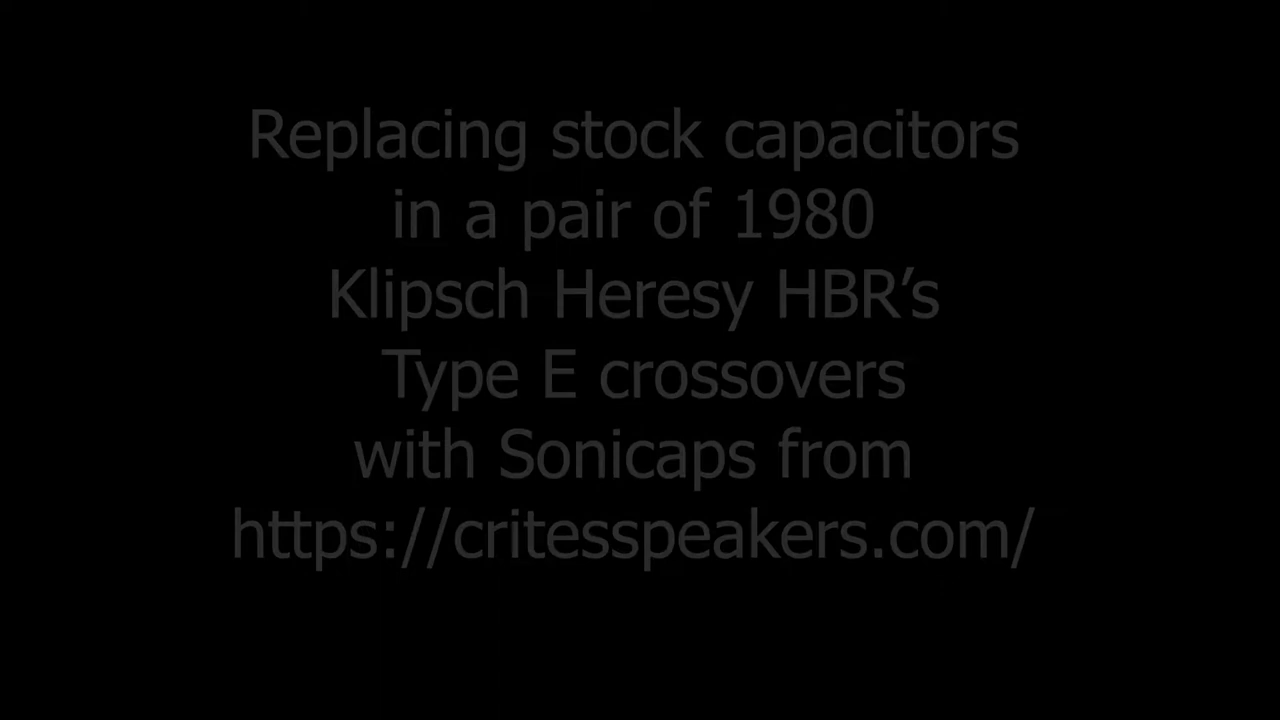 Replacing stock capacitors
in a pair of 1980
Klipsch Heresy HBR’s
Type E crossovers
with Sonicaps from
https://critesspeakers.com/